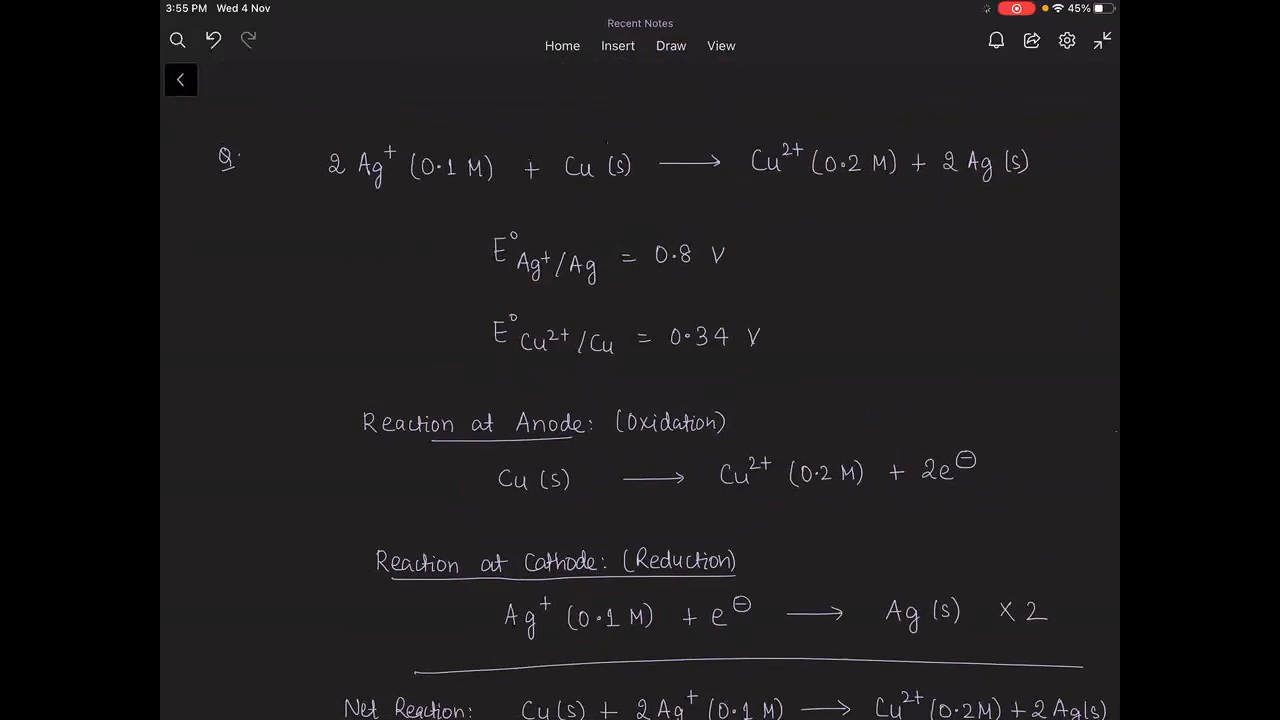 3:55 PM Wed 4 Nov 45%
Recent Notes
Home Insert Draw View
Q. 2 Ag⁺ (0.1 M) + Cu (s) ⟶ Cu²⁺ (0.2 M) + 2 Ag (s)
E° Ag⁺/Ag = 0.8 V
E° Cu²⁺/Cu = 0.34 V
Reaction at Anode: (Oxidation)
Cu (s) ⟶ Cu²⁺ (0.2 M) + 2e⊖
Reaction at Cathode: (Reduction)
Ag⁺ (0.1 M) + e⊖ ⟶ Ag (s) × 2
Net Reaction: Cu (s) + 2 Ag⁺ (0.1 M) ⟶ Cu²⁺ (0.2 M) + 2 Ag (s)